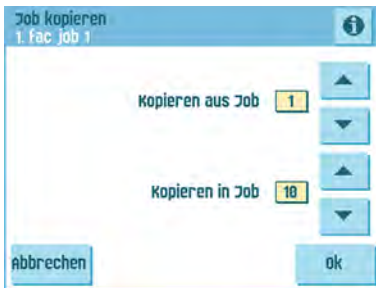 Job kopieren
1. Fac job 1
Kopieren aus Job 1
Kopieren in Job 10
Abbrechen
Ok